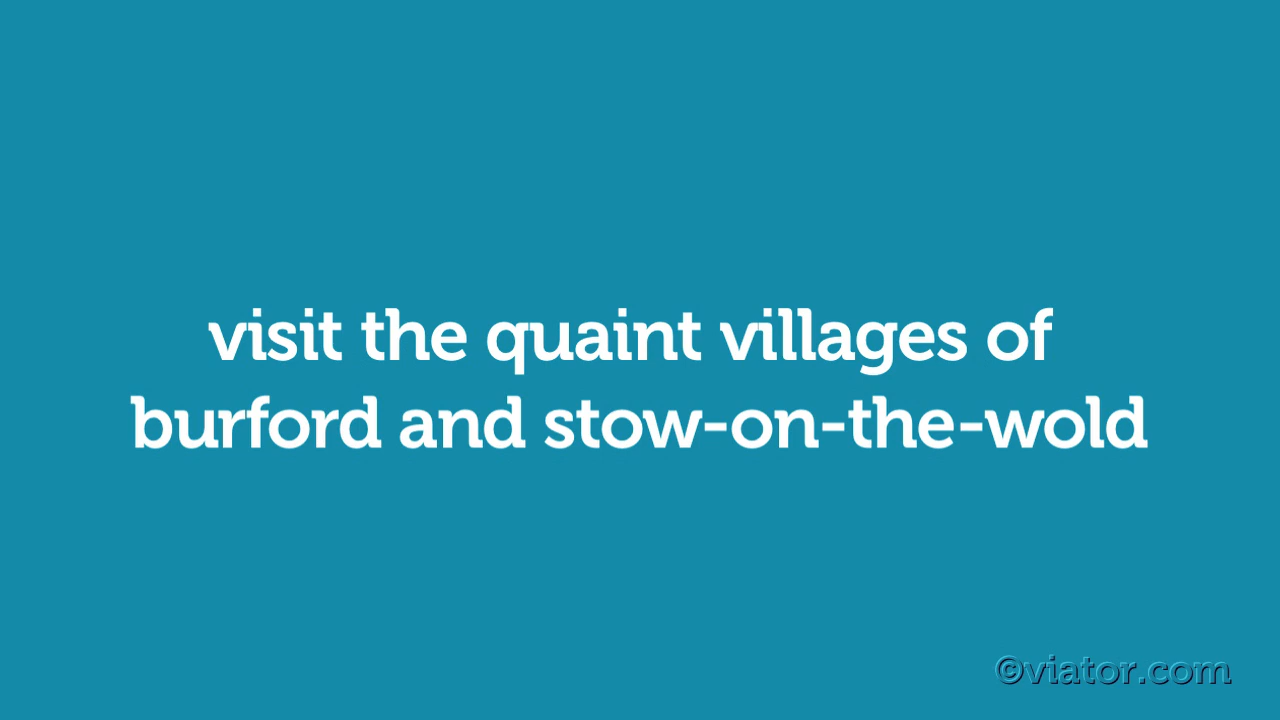 visit the quaint villages of
burford and stow-on-the-wold
©viator.com